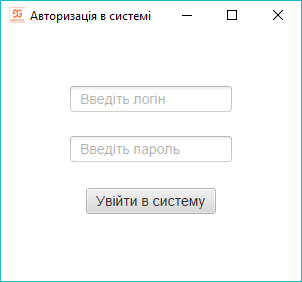 Авторизація в системі
Введіть логін
Введіть пароль
Увійти в систему